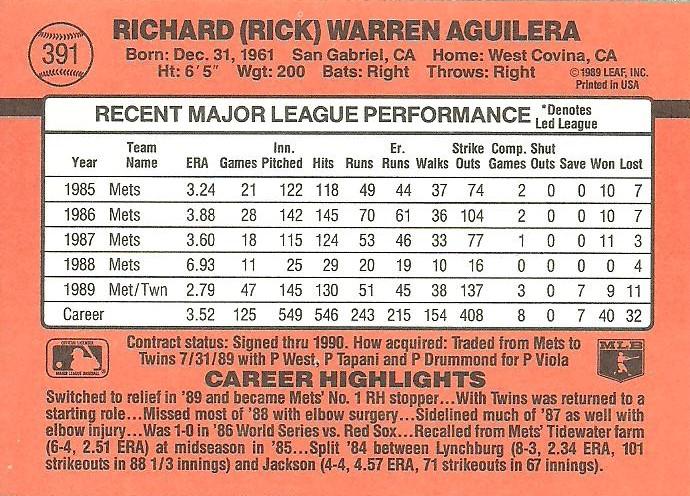 391
RICHARD (RICK) WARREN AGUILERA
Born: Dec. 31, 1961 San Gabriel, CA Home: West Covina, CA
Ht: 6'5" Wgt: 200 Bats: Right Throws: Right
©1989 LEAF, INC.
Printed in USA
RECENT MAJOR LEAGUE PERFORMANCE *Denotes Led League
Year Team Name ERA Games Inn. Pitched Hits Runs Er. Runs Walks Strike Outs Comp. Games Shut Outs Save Won Lost
1985 Mets 3.24 21 122 118 49 44 37 74 2 0 0 10 7
1986 Mets 3.88 28 142 145 70 61 36 104 2 0 0 10 7
1987 Mets 3.60 18 115 124 53 46 33 77 1 0 0 11 3
1988 Mets 6.93 11 25 29 20 19 10 16 0 0 0 0 4
1989 Met/Twn 2.79 47 145 130 51 45 38 137 3 0 7 9 11
Career 3.52 125 549 546 243 215 154 408 8 0 7 40 32
Contract status: Signed thru 1990. How acquired: Traded from Mets to
Twins 7/31/89 with P West, P Tapani and P Drummond for P Viola
MLB
CAREER HIGHLIGHTS
Switched to relief in '89 and became Mets' No. 1 RH stopper...With Twins was returned to a
starting role...Missed most of '88 with elbow surgery...Sidelined much of '87 as well with
elbow injury...Was 1-0 in '86 World Series vs. Red Sox...Recalled from Mets' Tidewater farm
(6-4, 2.51 ERA) at midseason in '85...Split '84 between Lynchburg (8-3, 2.34 ERA, 101
strikeouts in 88 1/3 innings) and Jackson (4-4, 4.57 ERA, 71 strikeouts in 67 innings).